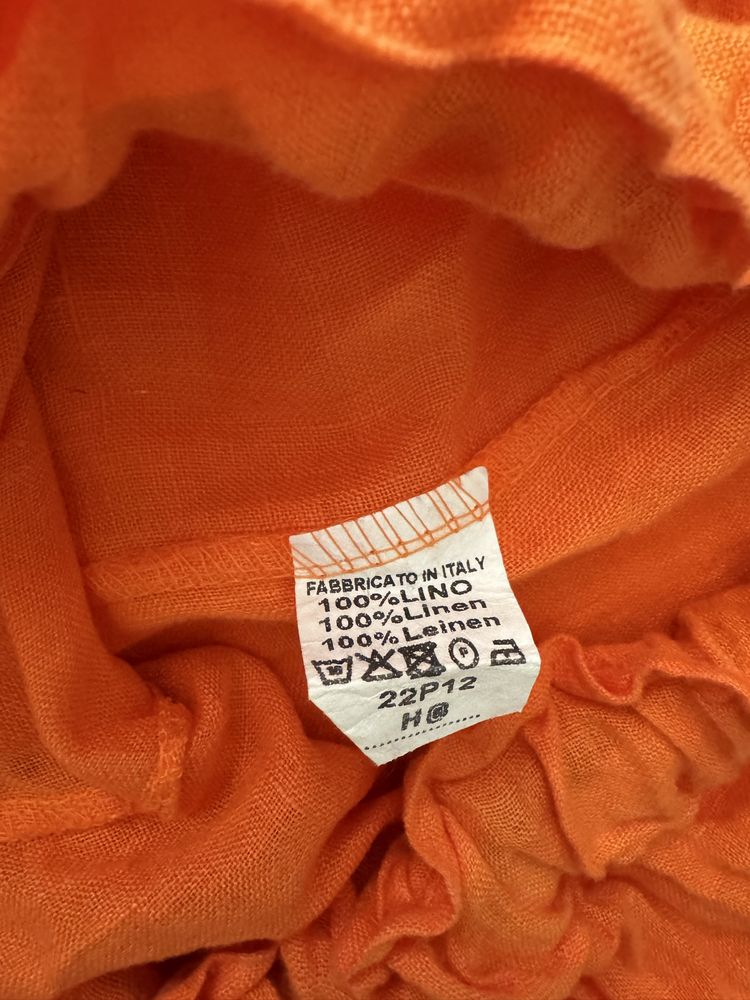 FABBRICATO IN ITALY
100%LINO
100%Linen
100%Leinen
P
22P12
H@